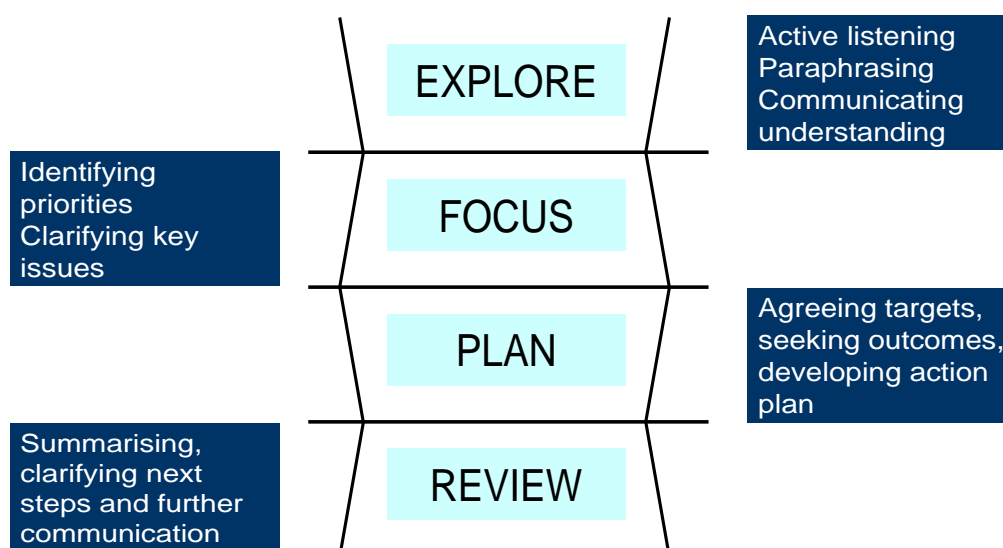 EXPLORE
Active listening
Paraphrasing
Communicating
understanding
Identifying
priorities
Clarifying key
issues
FOCUS
PLAN
Agreeing targets,
seeking outcomes,
developing action
plan
Summarising,
clarifying next
steps and further
communication
REVIEW